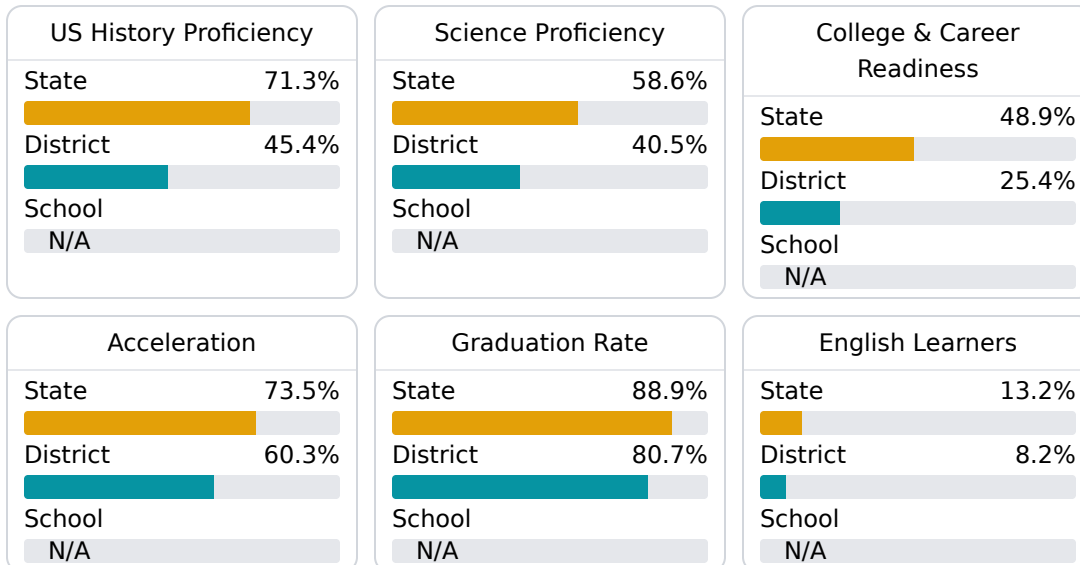 US History Proficiency
State 71.3%
District 45.4%
School
N/A
Science Proficiency
State 58.6%
District 40.5%
School
N/A
College & Career
Readiness
State 48.9%
District 25.4%
School
N/A
Acceleration
State 73.5%
District 60.3%
School
N/A
Graduation Rate
State 88.9%
District 80.7%
School
N/A
English Learners
State 13.2%
District 8.2%
School
N/A